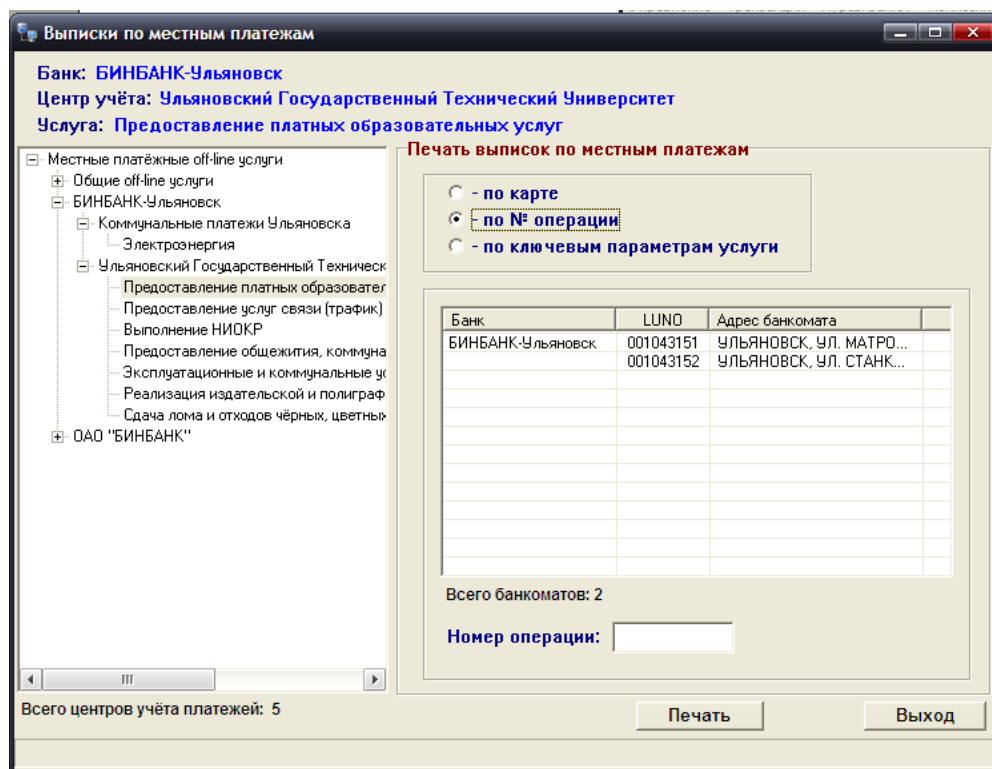 Выписки по местным платежам
Банк: БИНБАНК-Ульяновск
Центр учёта: Ульяновский Государственный Технический Университет
Услуга: Предоставление платных образовательных услуг
Местные платёжные off-line услуги
Общие off-line услуги
БИНБАНК-Ульяновск
Коммунальные платежи Ульяновска
Электроэнергия
Ульяновский Государственный Техническ
Предоставление платных образовател
Предоставление услуг связи (трафик)
Выполнение НИОКР
Предоставление общежития, коммуна
Эксплуатационные и коммунальные ус
Реализация издательской и полиграф
Сдача лома и отходов чёрных, цветных
ОАО "БИНБАНК"
Всего центров учёта платежей: 5
Печать выписок по местным платежам
- по карте
- по № операции
- по ключевым параметрам услуги
Банк LUNO Адрес банкомата
БИНБАНК-Ульяновск 001043151 УЛЬЯНОВСК, УЛ. МАТРО...
001043152 УЛЬЯНОВСК, УЛ. СТАНК...
Всего банкоматов: 2
Номер операции:
Печать Выход